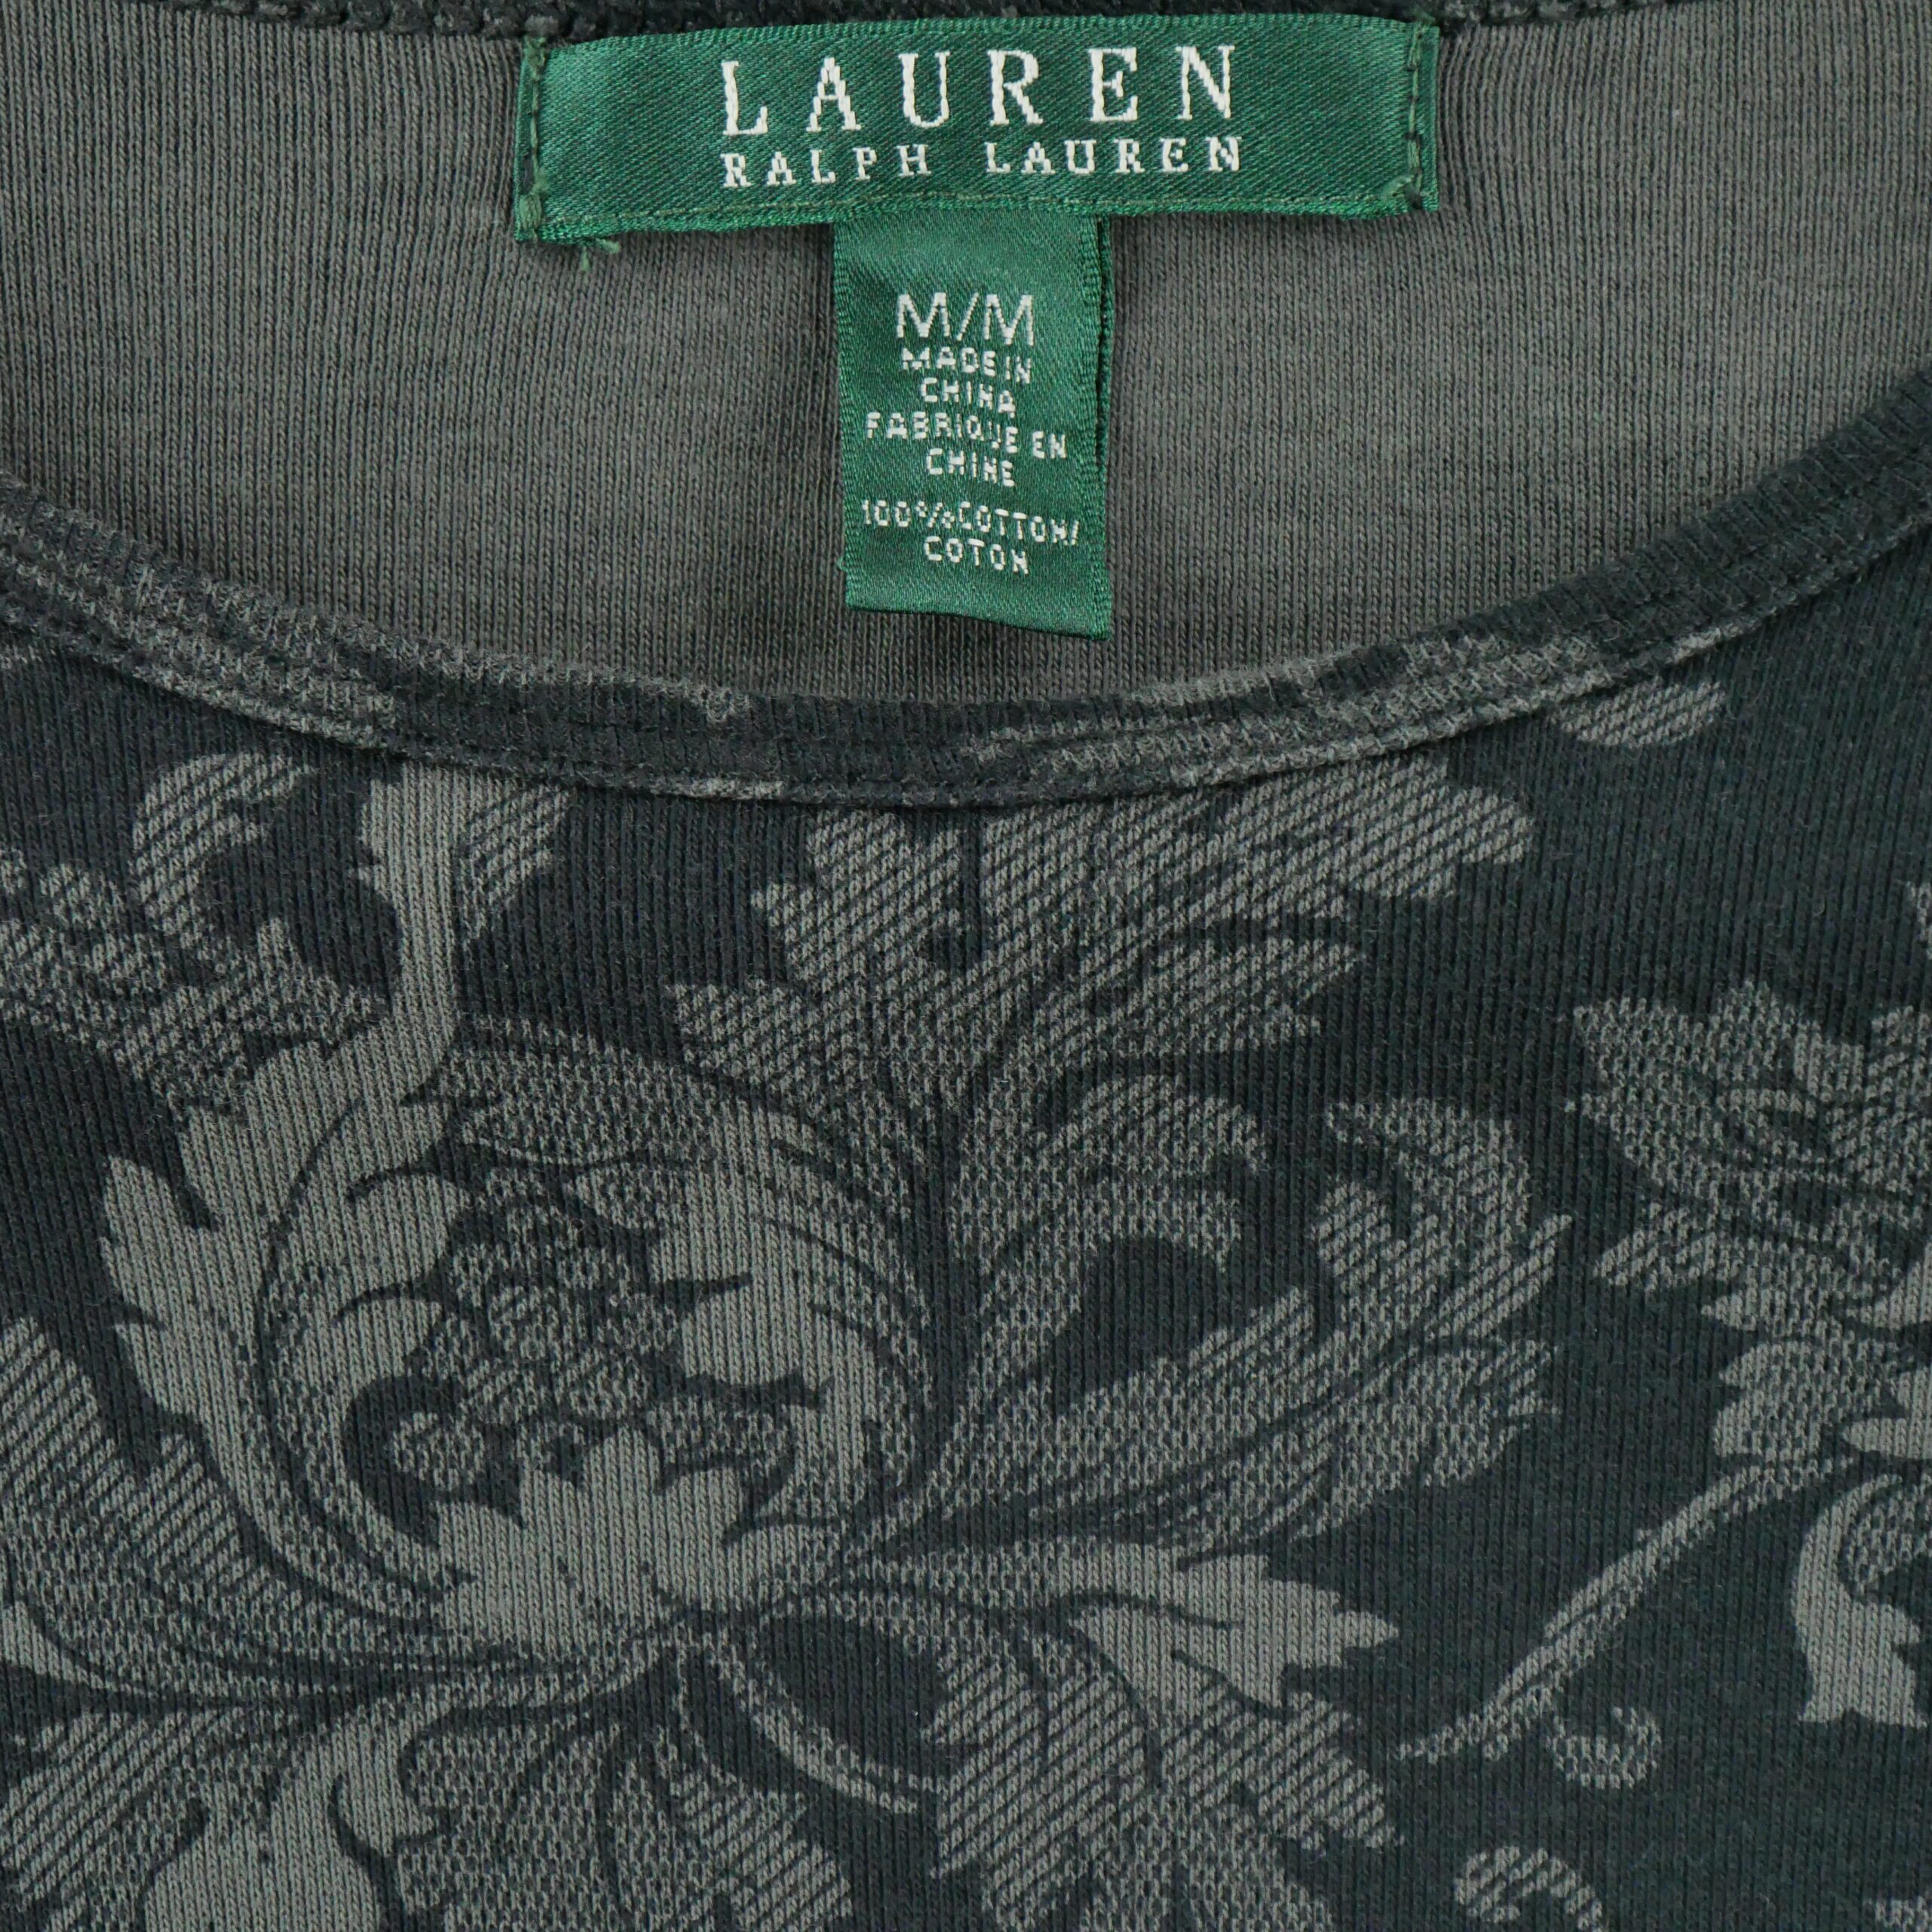 LAUREN
RALPH LAUREN
M/M
MADE IN
CHINA
FABRIQUE EN
CHINE
100% COTTON/
COTON